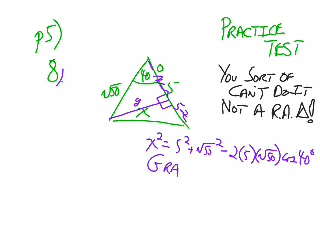 p5)
8)
PRACTICE
TEST
YOU SORT OF
CAN'T DO IT
NOT A R.A. Δ!
√50
40
5
y
x
x² = 5² + √50² - 2(5)(√50) cos 40°